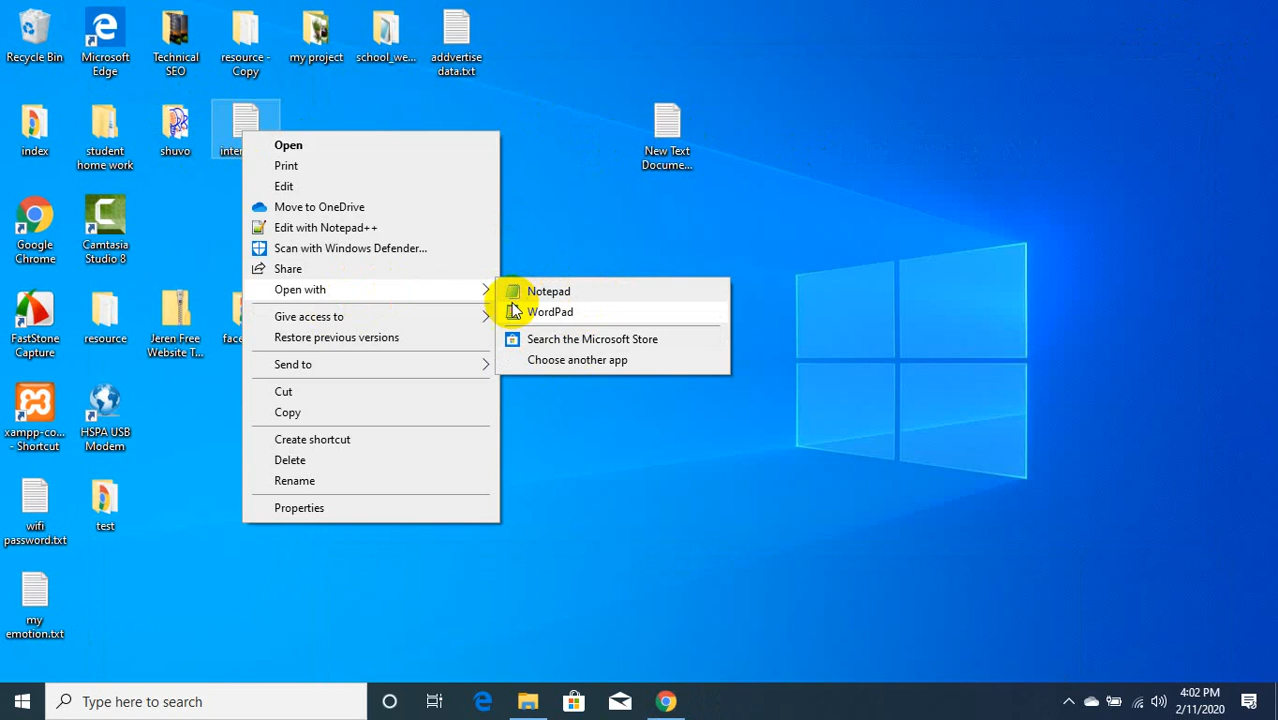 Recycle Bin
Microsoft
Edge
Technical
SEO
resource -
Copy
my project
school_we...
addvertise
data.txt
index
student
home work
shuvo
New Text
Docume...
Google
Chrome
Camtasia
Studio 8
FastStone
Capture
resource
Jeren Free
Website T...
xampp-co...
- Shortcut
HSPA USB
Modem
wifi
password.txt
test
my
emotion.txt
Open
Print
Edit
Move to OneDrive
Edit with Notepad++
Scan with Windows Defender...
Share
Open with
Give access to
Restore previous versions
Send to
Cut
Copy
Create shortcut
Delete
Rename
Properties
Notepad
WordPad
Search the Microsoft Store
Choose another app
Type here to search
4:02 PM
2/11/2020